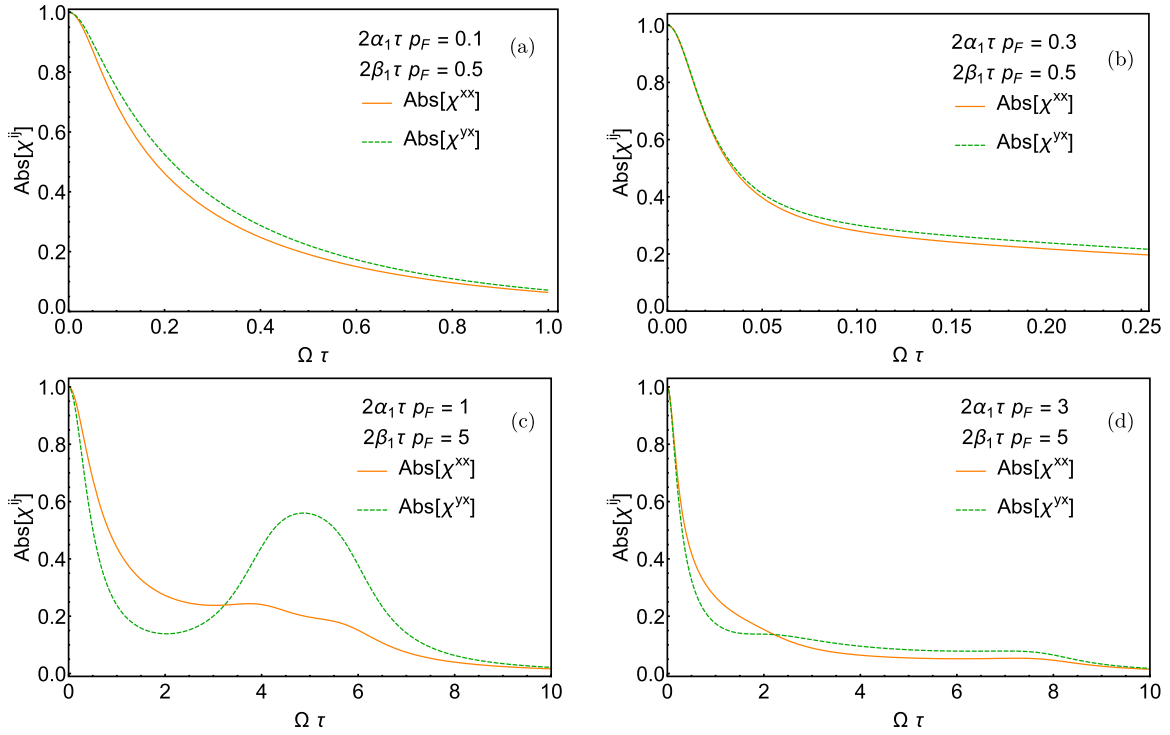 2α₁τ p_F = 0.1
(a)
2β₁τ p_F = 0.5
Abs[χ^xx]
Abs[χ^yx]
Abs[χ^ij]
1.0
0.8
0.6
0.4
0.2
0.0
0.0 0.2 0.4 0.6 0.8 1.0
Ω τ
2α₁τ p_F = 0.3
(b)
2β₁τ p_F = 0.5
Abs[χ^xx]
Abs[χ^yx]
Abs[χ^ij]
1.0
0.8
0.6
0.4
0.2
0.0
0.00 0.05 0.10 0.15 0.20 0.25
Ω τ
2α₁τ p_F = 1
(c)
2β₁τ p_F = 5
Abs[χ^xx]
Abs[χ^yx]
Abs[χ^ij]
1.0
0.8
0.6
0.4
0.2
0.0
0 2 4 6 8 10
Ω τ
2α₁τ p_F = 3
(d)
2β₁τ p_F = 5
Abs[χ^xx]
Abs[χ^yx]
Abs[χ^ij]
1.0
0.8
0.6
0.4
0.2
0.0
0 2 4 6 8 10
Ω τ